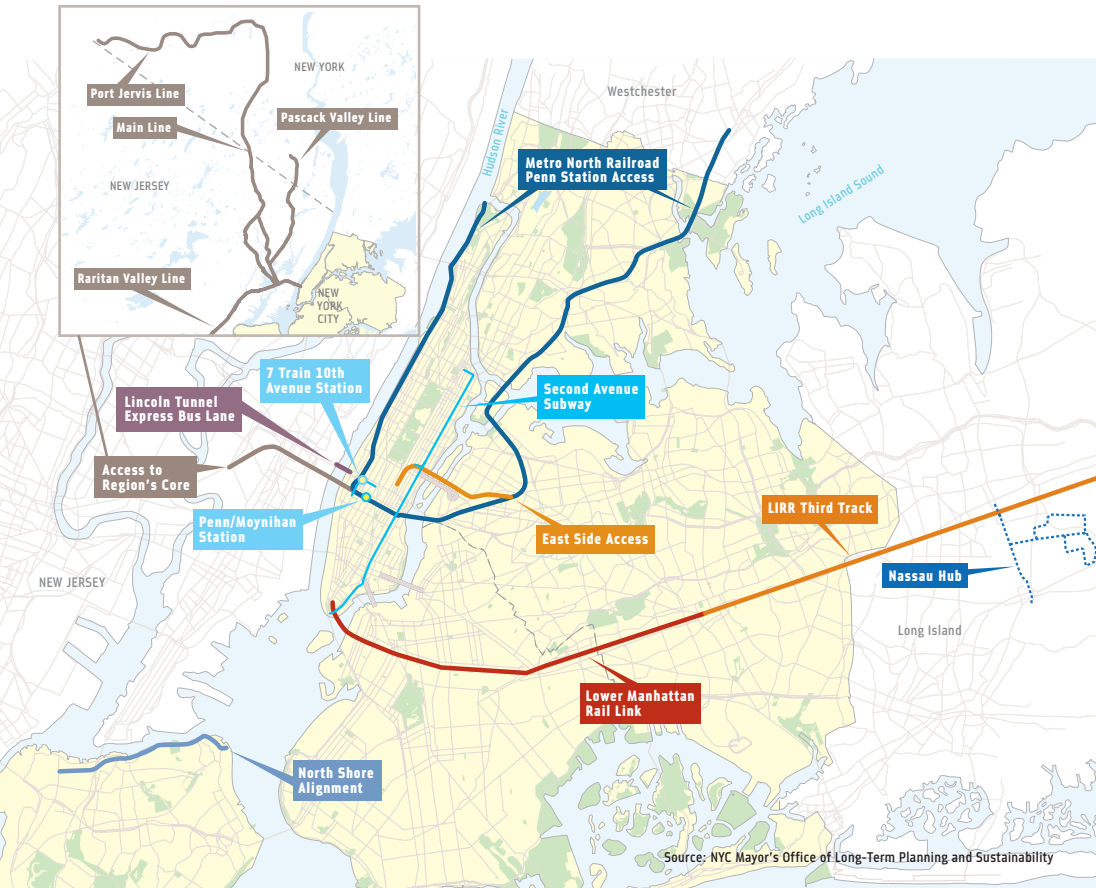 NEW YORK
Port Jervis Line
Main Line
Pascack Valley Line
NEW JERSEY
Raritan Valley Line
NEW
YORK
CITY
Westchester
Hudson River
Metro North Railroad
Penn Station Access
Long Island Sound
7 Train 10th
Avenue Station
Lincoln Tunnel
Express Bus Lane
Second Avenue
Subway
Access to
Region's Core
Penn/Moynihan
Station
LIRR Third Track
East Side Access
Nassau Hub
NEW JERSEY
Long Island
Lower Manhattan
Rail Link
North Shore
Alignment
Source: NYC Mayor's Office of Long-Term Planning and Sustainability